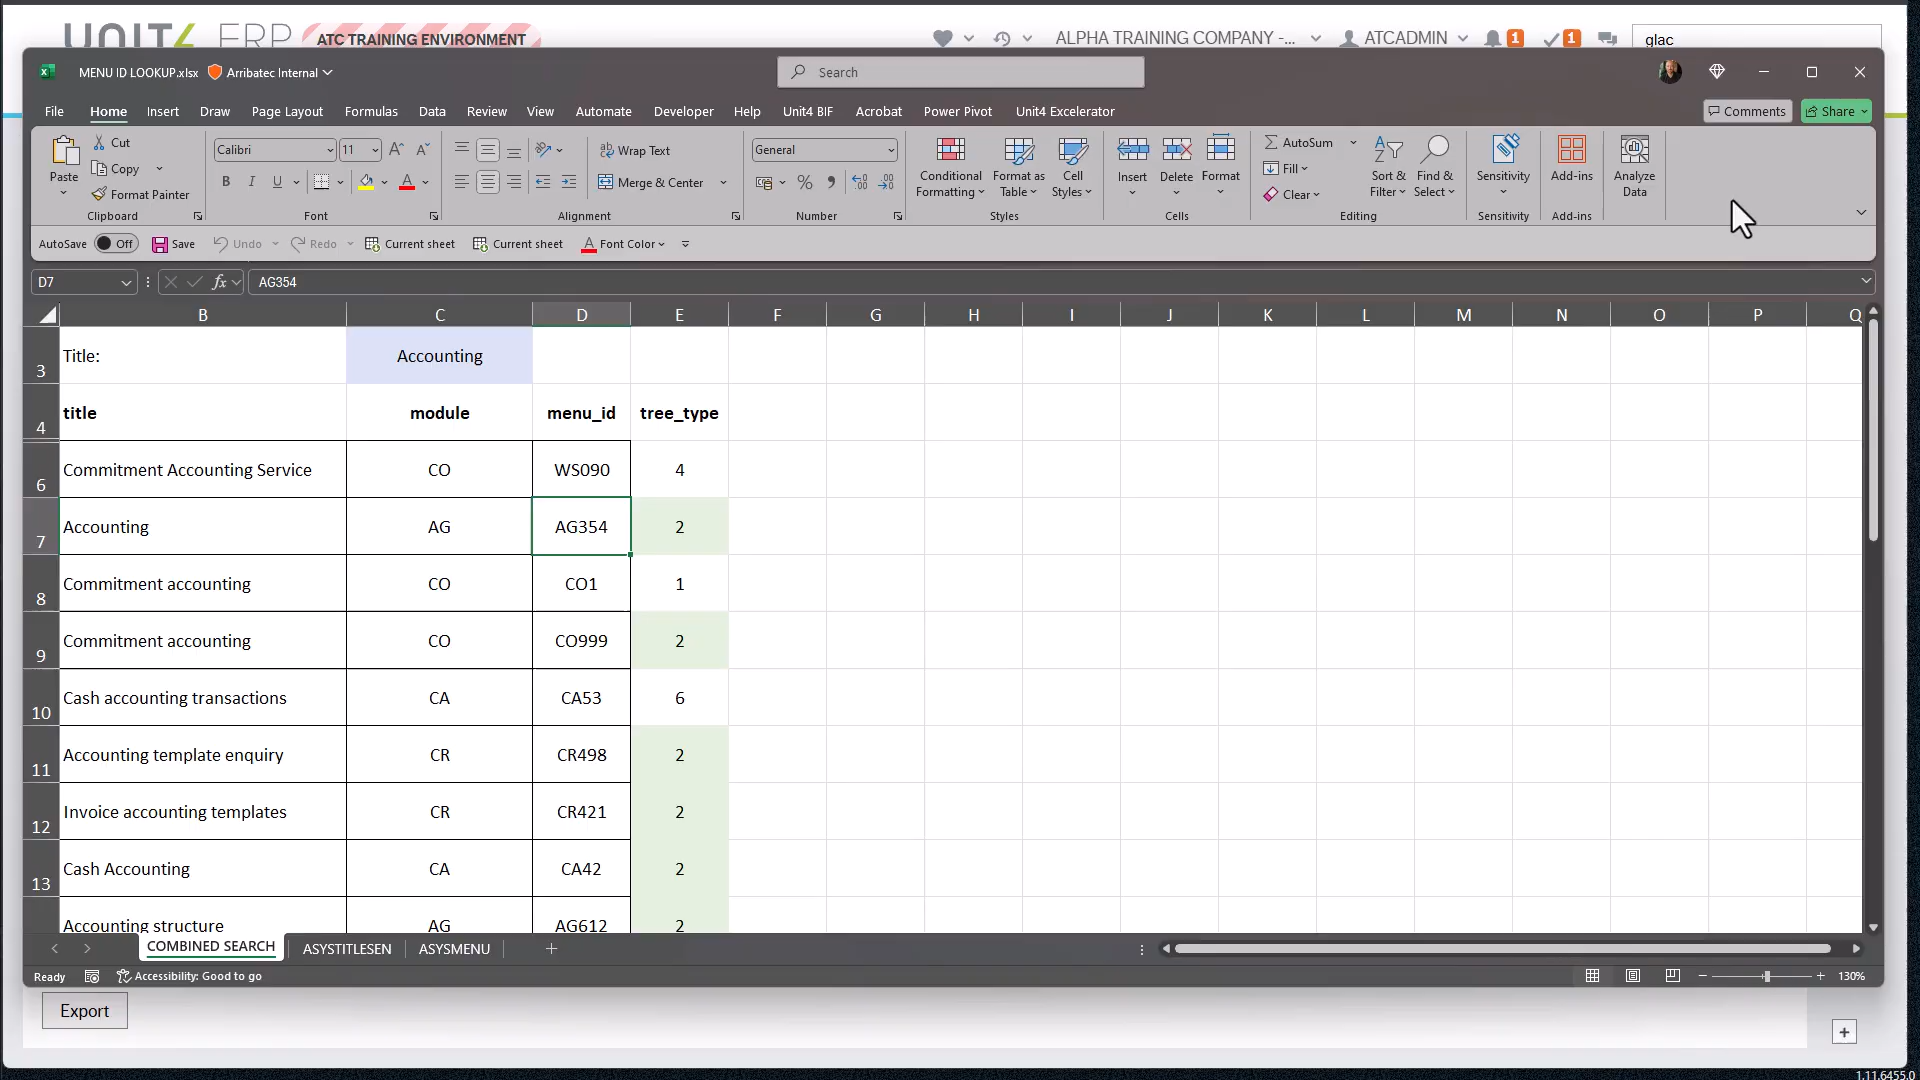 UNIT4 ERP ATC TRAINING ENVIRONMENT ALPHA TRAINING COMPANY -... ATCADMIN 1 1 glac
MENU ID LOOKUP.xlsx Arribatec Internal Search
File Home Insert Draw Page Layout Formulas Data Review View Automate Developer Help Unit4 BIF Acrobat Power Pivot Unit4 Excelerator Comments Share
Paste Cut Copy Format Painter Clipboard
Calibri 11 B I U Font
Wrap Text Merge & Center Alignment
General % Number
Conditional Formatting Format as Table Cell Styles Styles
Insert Delete Format Cells
AutoSum Fill Clear Sort & Filter Find & Select Editing
Sensitivity Sensitivity
Add-ins Add-ins
Analyze Data
AutoSave Off Save Undo Redo Current sheet Current sheet Font Color
D7 fx AG354
B C D E F G H I J K L M N O P Q
3 Title: Accounting
4 title module menu_id tree_type
6 Commitment Accounting Service CO WS090 4
7 Accounting AG AG354 2
8 Commitment accounting CO CO1 1
9 Commitment accounting CO CO999 2
10 Cash accounting transactions CA CA53 6
11 Accounting template enquiry CR CR498 2
12 Invoice accounting templates CR CR421 2
13 Cash Accounting CA CA42 2
Accounting structure AG AG612 2
COMBINED SEARCH ASYSTITLESEN ASYSMENU
Ready Accessibility: Good to go 130%
Export
1.11.6455.0